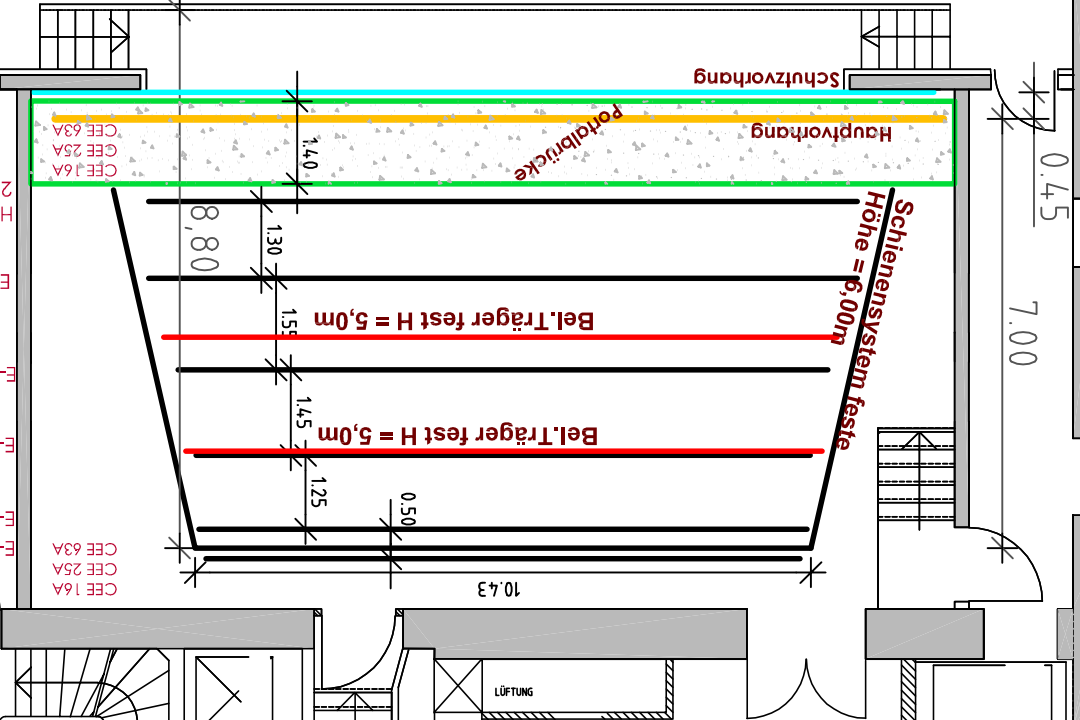 Schutzvorhang
Hauptvorhang
Portalbrücke
CEE 63A
CEE 25A
CEE 16A
1.40
0.45
8,80
1.30
Schienensystem feste
Höhe = 6,00m
Bel.Träger fest H = 5,0m
1.55
7.00
1.45
Bel.Träger fest H = 5,0m
1.25
0.50
CEE 63A
CEE 25A
CEE 16A
10.43
LÜFTUNG
2
H
E
E-
E-
E-
E-